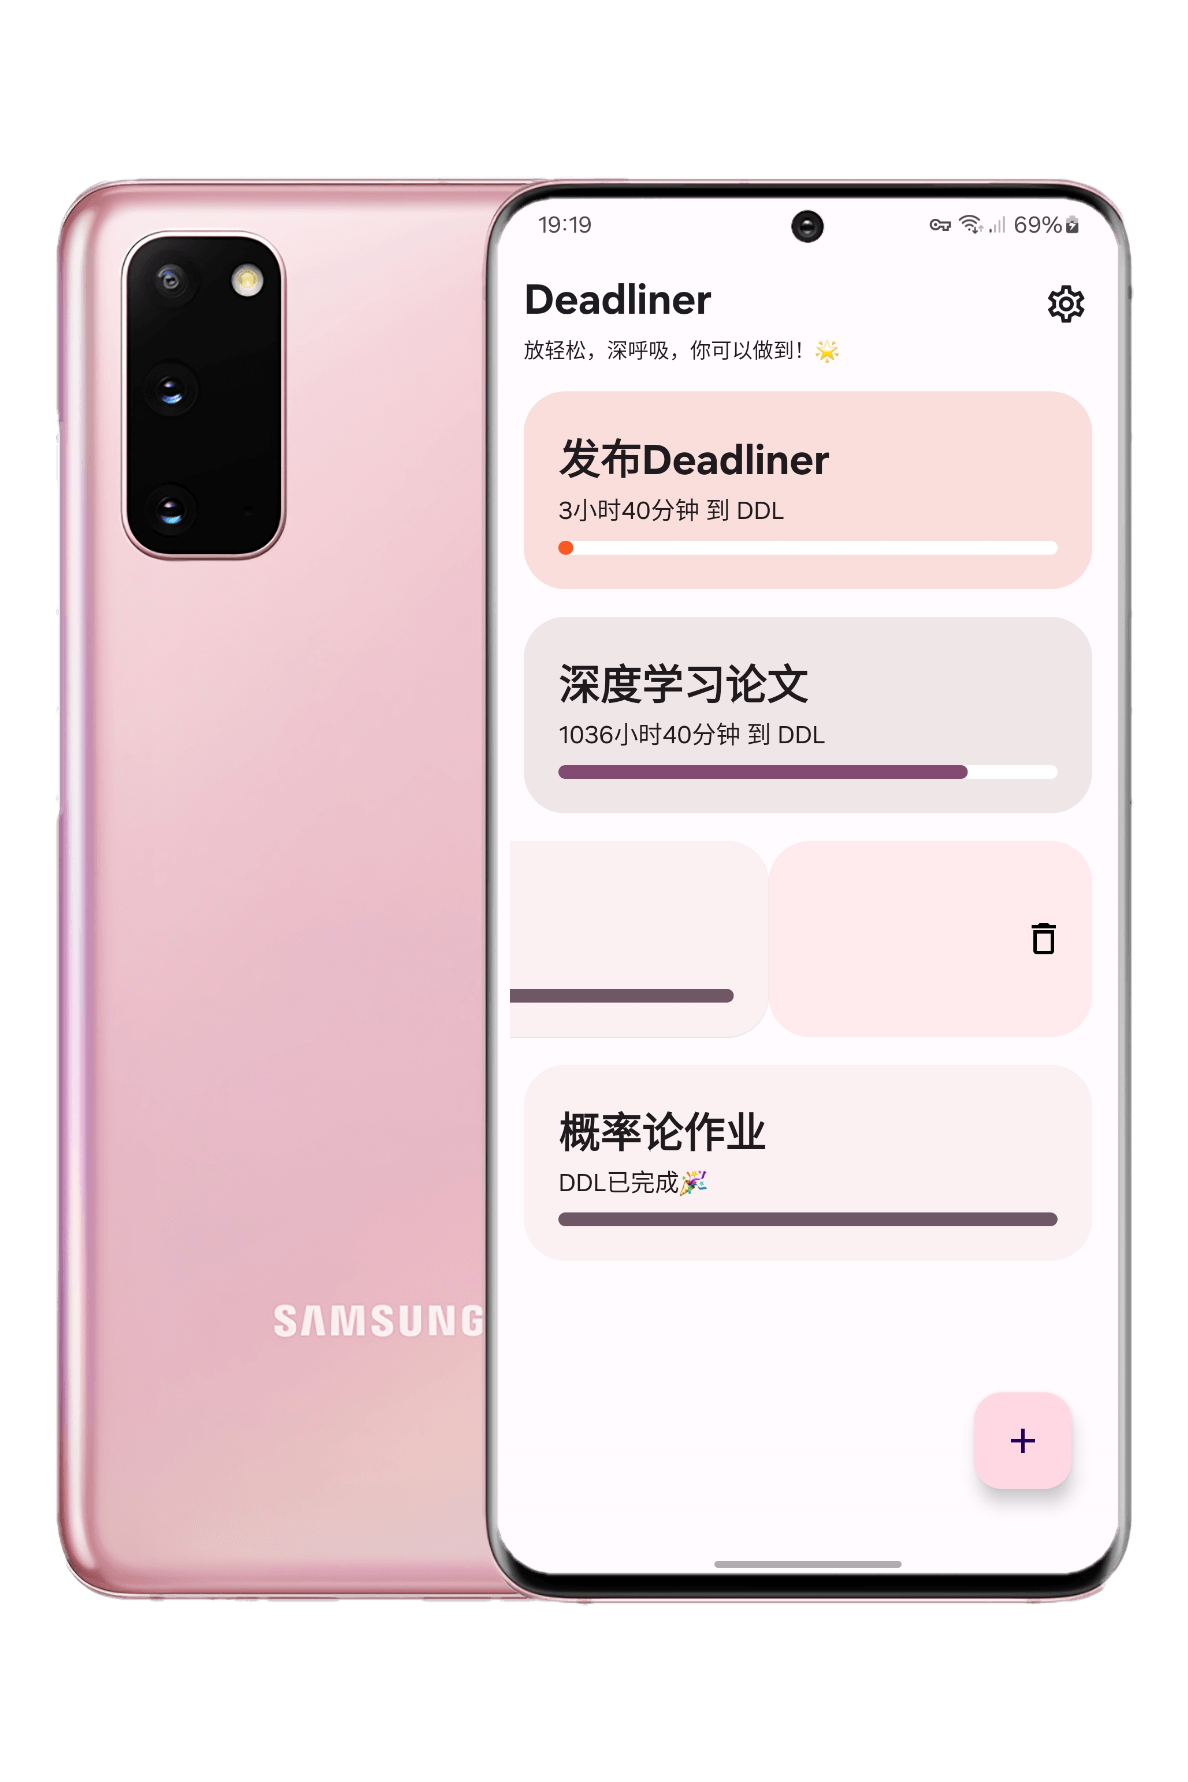 19:19
69%
Deadliner
放轻松，深呼吸，你可以做到！🌟
发布Deadliner
3小时40分钟 到 DDL
深度学习论文
1036小时40分钟 到 DDL
概率论作业
DDL已完成🎉
SAMSUNG